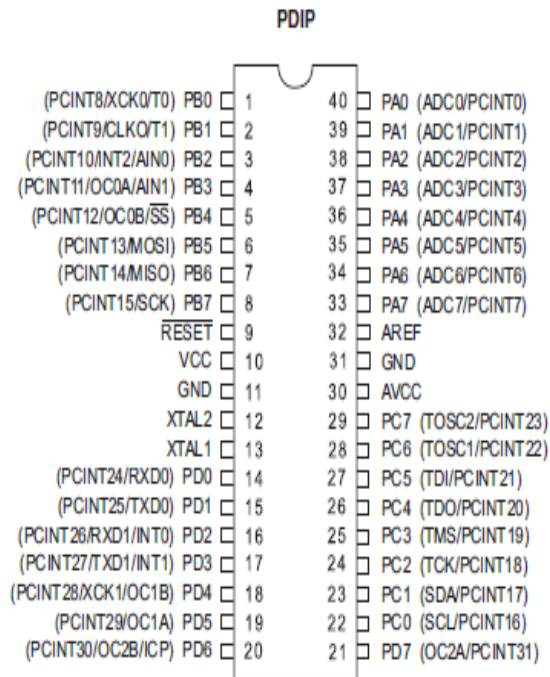 PDIP
(PCINT8/XCK0/T0) PB0 1 40 PA0 (ADC0/PCINT0)
(PCINT9/CLKO/T1) PB1 2 39 PA1 (ADC1/PCINT1)
(PCINT10/INT2/AIN0) PB2 3 38 PA2 (ADC2/PCINT2)
(PCINT11/OC0A/AIN1) PB3 4 37 PA3 (ADC3/PCINT3)
(PCINT12/OC0B/SS) PB4 5 36 PA4 (ADC4/PCINT4)
(PCINT13/MOSI) PB5 6 35 PA5 (ADC5/PCINT5)
(PCINT14/MISO) PB6 7 34 PA6 (ADC6/PCINT6)
(PCINT15/SCK) PB7 8 33 PA7 (ADC7/PCINT7)
RESET 9 32 AREF
VCC 10 31 GND
GND 11 30 AVCC
XTAL2 12 29 PC7 (TOSC2/PCINT23)
XTAL1 13 28 PC6 (TOSC1/PCINT22)
(PCINT24/RXD0) PD0 14 27 PC5 (TDI/PCINT21)
(PCINT25/TXD0) PD1 15 26 PC4 (TDO/PCINT20)
(PCINT26/RXD1/INT0) PD2 16 25 PC3 (TMS/PCINT19)
(PCINT27/TXD1/INT1) PD3 17 24 PC2 (TCK/PCINT18)
(PCINT28/XCK1/OC1B) PD4 18 23 PC1 (SDA/PCINT17)
(PCINT29/OC1A) PD5 19 22 PC0 (SCL/PCINT16)
(PCINT30/OC2B/ICP) PD6 20 21 PD7 (OC2A/PCINT31)